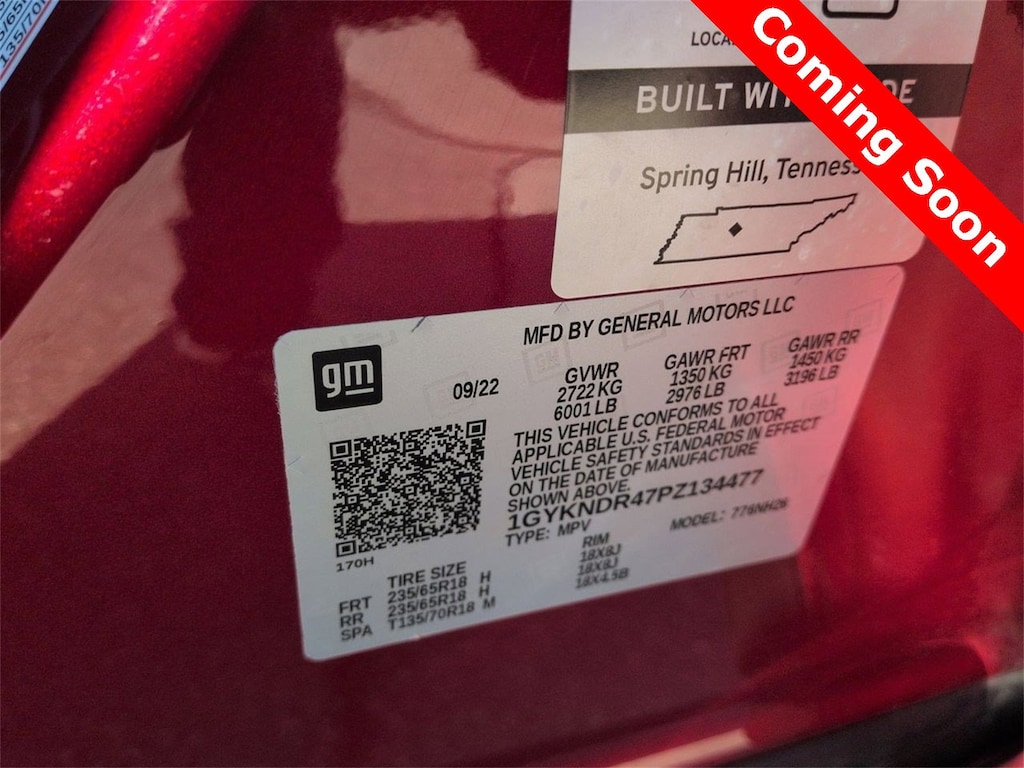 Coming Soon
BUILT
Spring Hill,
gm
MFD BY GENERAL MOTORS LLC
09/22
GVWR
2722 KG
6001 LB
GAWR FRT
1350 KG
2976 LB
GAWR RR
1450 KG
3196 LB
THIS VEHICLE CONFORMS TO ALL
APPLICABLE U.S. FEDERAL MOTOR
VEHICLE SAFETY STANDARDS IN EFFECT
ON THE DATE OF MANUFACTURE
SHOWN ABOVE.
1GYKNDR47PZ134477
TYPE: MPV
MODEL: 776NH26
170H
TIRE SIZE
RIM
FRT 235/65R18 H 18X8J
RR 235/65R18 H 18X8J
SPA T135/70R18 M 18X4.5B